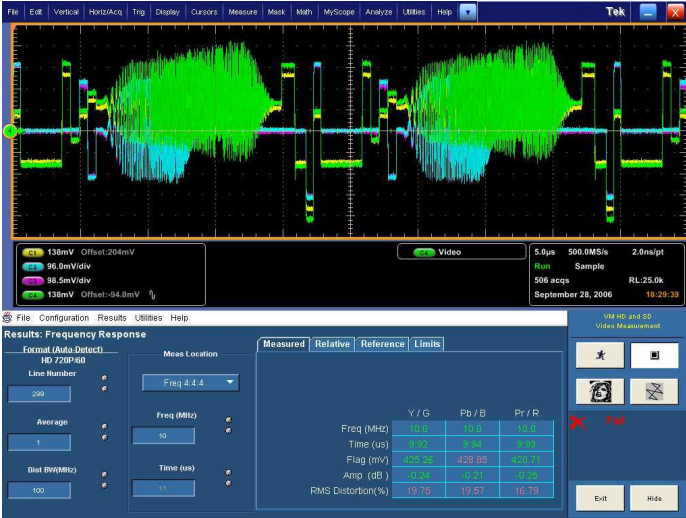 File Edit Vertical Horiz/Acq Trig Display Cursors Measure Mask Math MyScope Analyze Utilities Help Tek
C1 138mV Offset:204mV
C2 96.0mV/div
C3 98.5mV/div
C4 138mV Offset:-94.0mV
C4 Video
5.0µs 500.0MS/s 2.0ns/pt
Run Sample
506 acqs RL:25.0k
September 28, 2006 18:29:39
File Configuration Results Utilities Help
VM HD and SD
Video Measurement
Results: Frequency Response
Format (Auto-Detect)
HD 720P/60
Line Number
299
Average
1
Dist BW(MHz)
100
Meas Location
Freq 4:4:4
Freq (MHz)
10
Time (us)
11
Measured Relative Reference Limits
Y / G Pb / B Pr / R
Freq (MHz) 10.0 10.0 10.0
Time (us) 9.92 9.94 9.93
Flag (mV) 425.26 428.85 420.71
Amp (dB ) -0.24 -0.21 -0.25
RMS Distortion(%) 19.75 19.57 16.79
Fail
Exit Hide